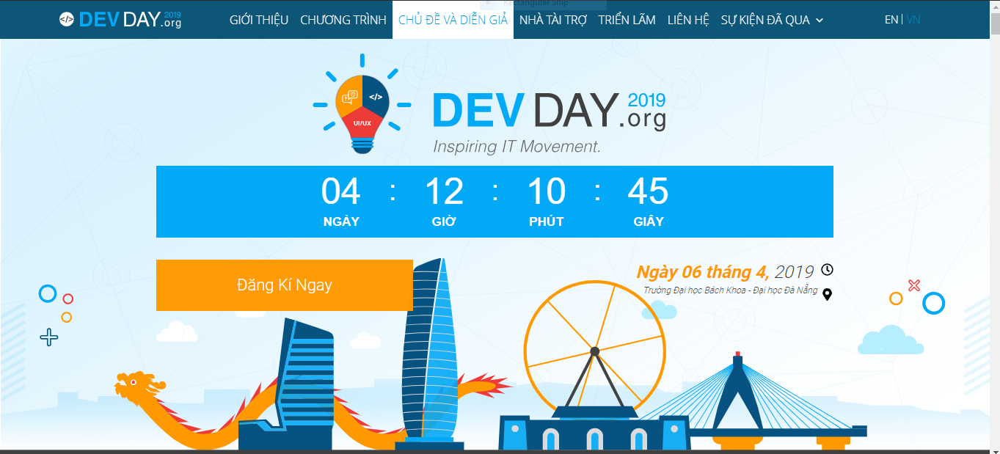 Rectangular Snip
</> DEV DAY 2019 .org
GIỚI THIỆU CHƯƠNG TRÌNH CHỦ ĐỀ VÀ DIỄN GIẢ NHÀ TÀI TRỢ TRIỂN LÃM LIÊN HỆ SỰ KIỆN ĐÃ QUA EN | VN
</>
UI/UX
DEV DAY 2019 .org
Inspiring IT Movement.
04 : 12 : 10 : 45
NGÀY GIỜ PHÚT GIÂY
Đăng Kí Ngay
Ngày 06 tháng 4, 2019
Trường Đại học Bách Khoa - Đại học Đà Nẵng